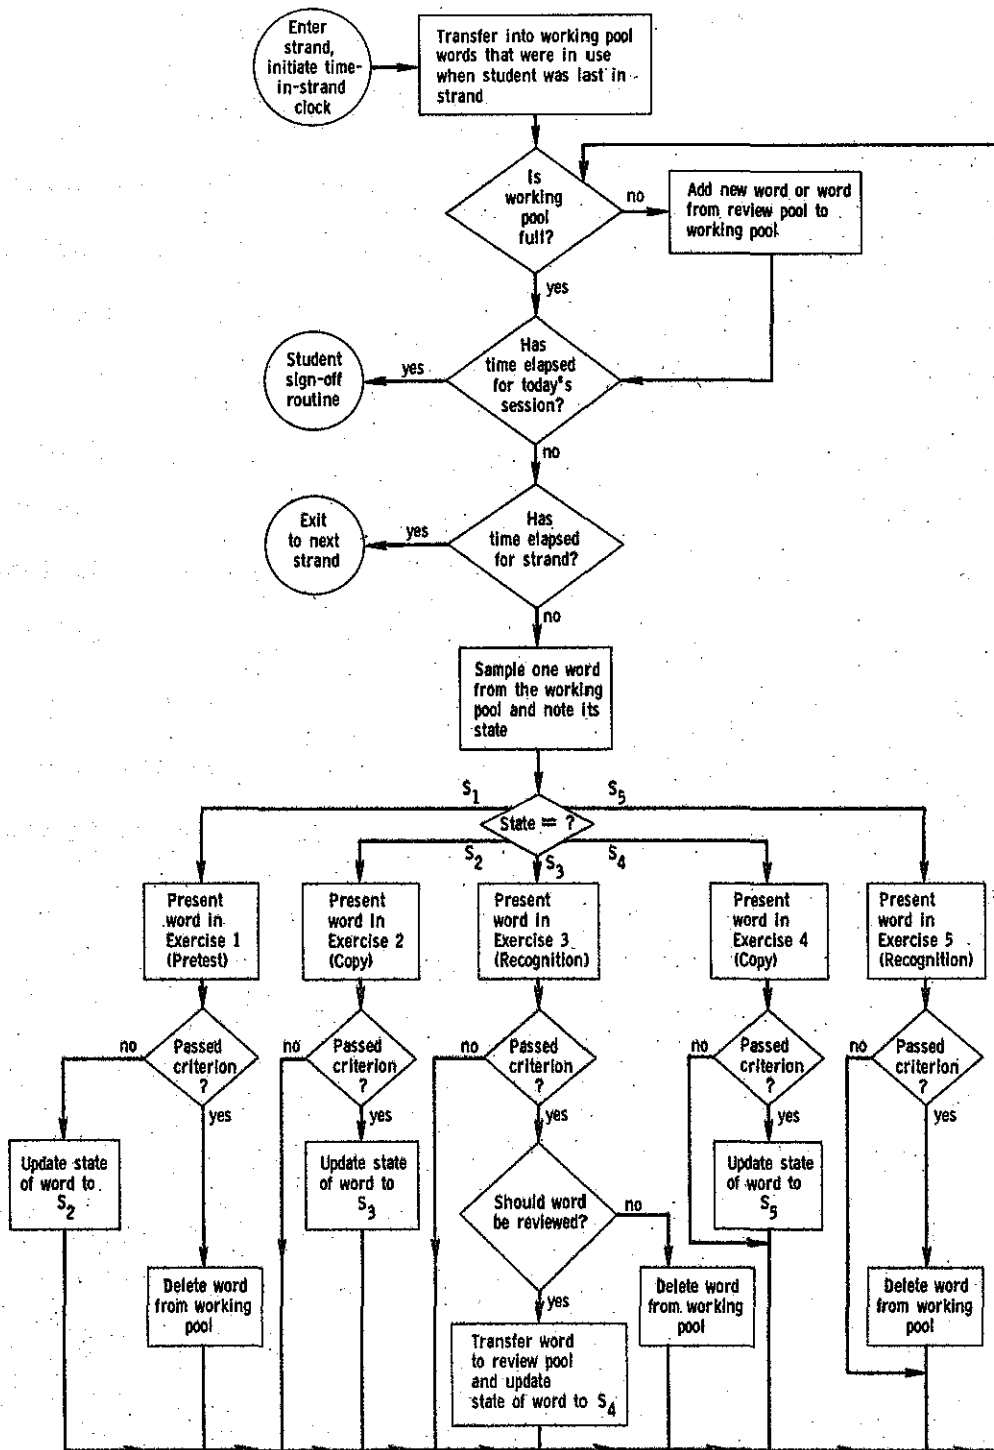 Enter
strand,
initiate time-
in-strand
clock
Transfer into working pool
words that were in use
when student was last in
strand
Is
working
pool
full?
no
Add new word or word
from review pool to
working pool
yes
Has
time elapsed
for today's
session?
yes
Student
sign-off
routine
no
Has
time elapsed
for strand?
yes
Exit
to next
strand
no
Sample one word
from the working
pool and note its
state
State = ?
S1
S2
S3
S4
S5
Present
word in
Exercise 1
(Pretest)
Present
word in
Exercise 2
(Copy)
Present
word in
Exercise 3
(Recognition)
Present
word in
Exercise 4
(Copy)
Present
word in
Exercise 5
(Recognition)
no
Passed
criterion
?
yes
no
Passed
criterion
?
yes
no
Passed
criterion
?
yes
no
Passed
criterion
?
yes
no
Passed
criterion
?
yes
Update state
of word to
S2
Update state
of word to
S3
Should word
be reviewed?
no
yes
Update state
of word to
S5
Delete word
from working
pool
Transfer word
to review pool
and update
state of word to S4
Delete word
from working
pool
Delete word
from working
pool